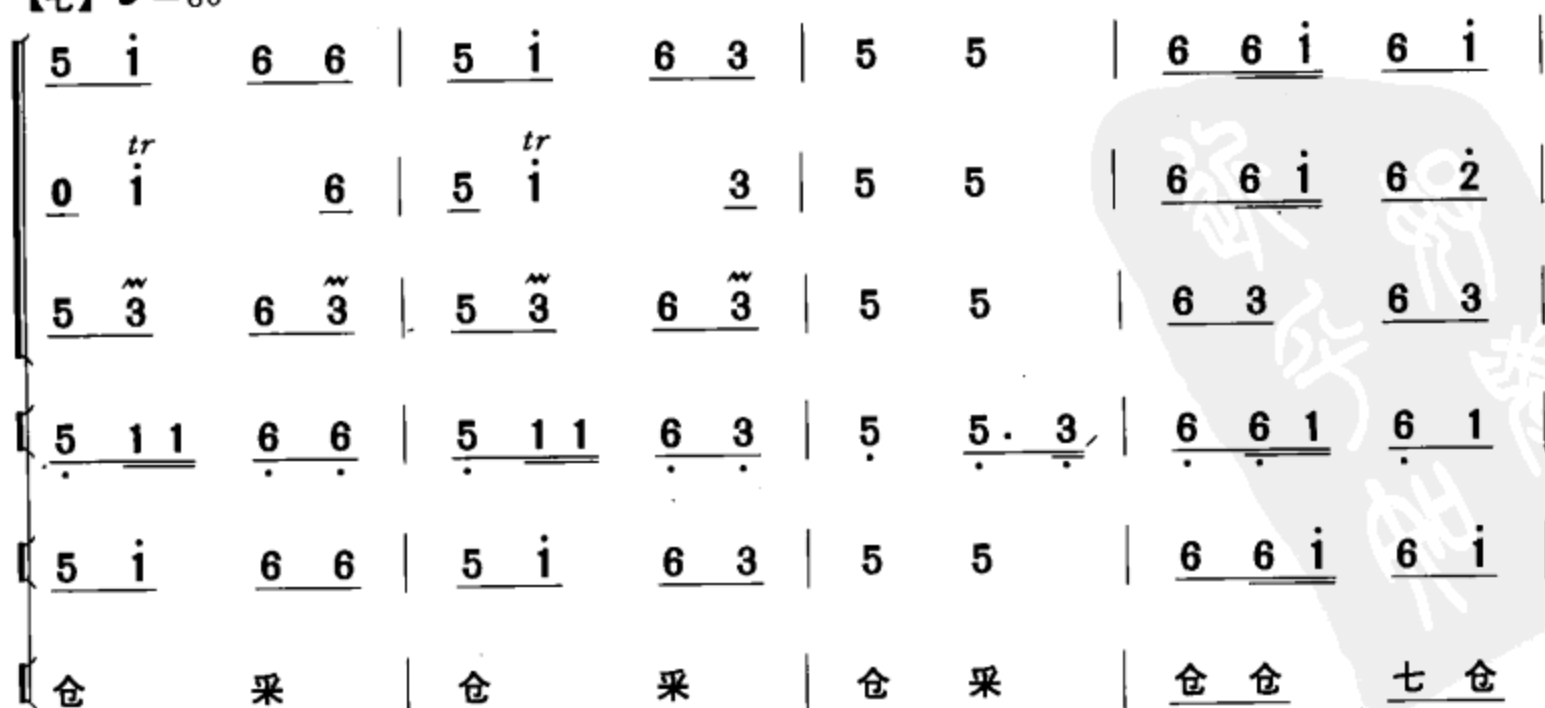 5 i̇ 6 6 | 5 i̇ 6 3 | 5 5 | 6 6 i̇ 6 i̇ |
tr tr
0 i̇ 6 | 5 i̇ 3 | 5 5 | 6 6 i̇ 6 2̇ |
5 3 6 3 | 5 3 6 3 | 5 5 | 6 3 6 3 |
5̣ 1 1 6̣ 6̣ | 5̣ 1 1 6̣ 3̣ | 5̣ 5̣. 3̣ | 6̣ 6̣ 1 6̣ 1 |
5 i̇ 6 6 | 5 i̇ 6 3 | 5 5 | 6 6 i̇ 6 i̇ |
仓 采 | 仓 采 | 仓 采 | 仓 仓 七 仓